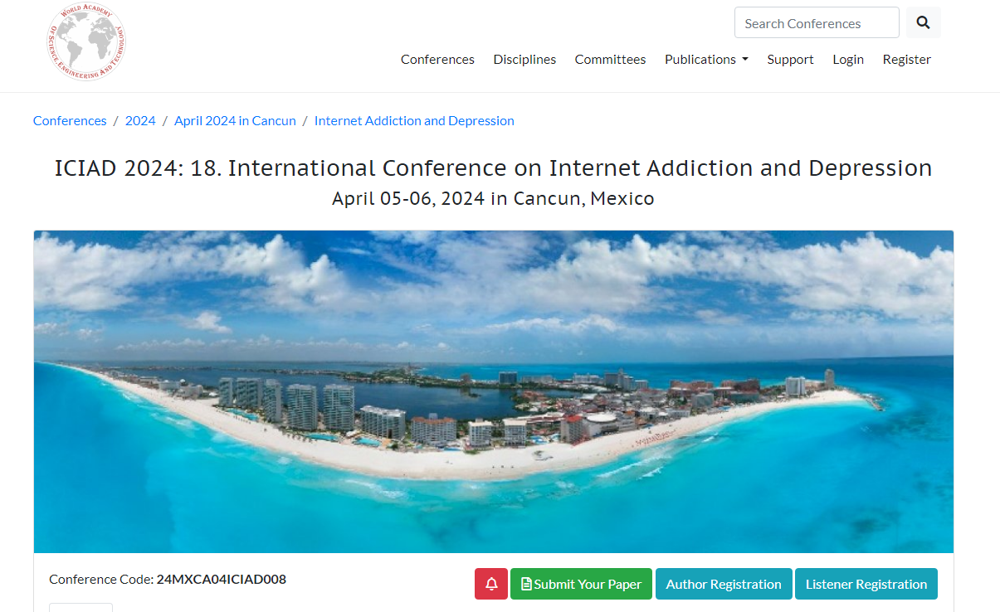 WORLD ACADEMY OF SCIENCE, ENGINEERING AND TECHNOLOGY
Search Conferences
Conferences Disciplines Committees Publications Support Login Register
Conferences / 2024 / April 2024 in Cancun / Internet Addiction and Depression
ICIAD 2024: 18. International Conference on Internet Addiction and Depression
April 05-06, 2024 in Cancun, Mexico
Conference Code: 24MXCA04ICIAD008
Submit Your Paper
Author Registration
Listener Registration